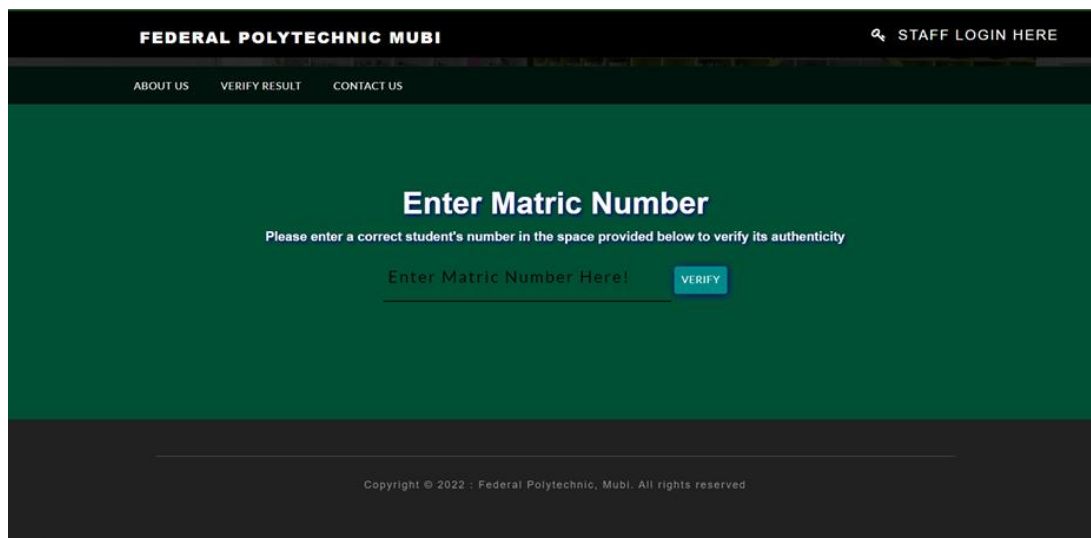 FEDERAL POLYTECHNIC MUBI
STAFF LOGIN HERE
ABOUT US VERIFY RESULT CONTACT US
Enter Matric Number
Please enter a correct student's number in the space provided below to verify its authenticity
Enter Matric Number Here!
VERIFY
Copyright © 2022 : Federal Polytechnic, Mubi. All rights reserved